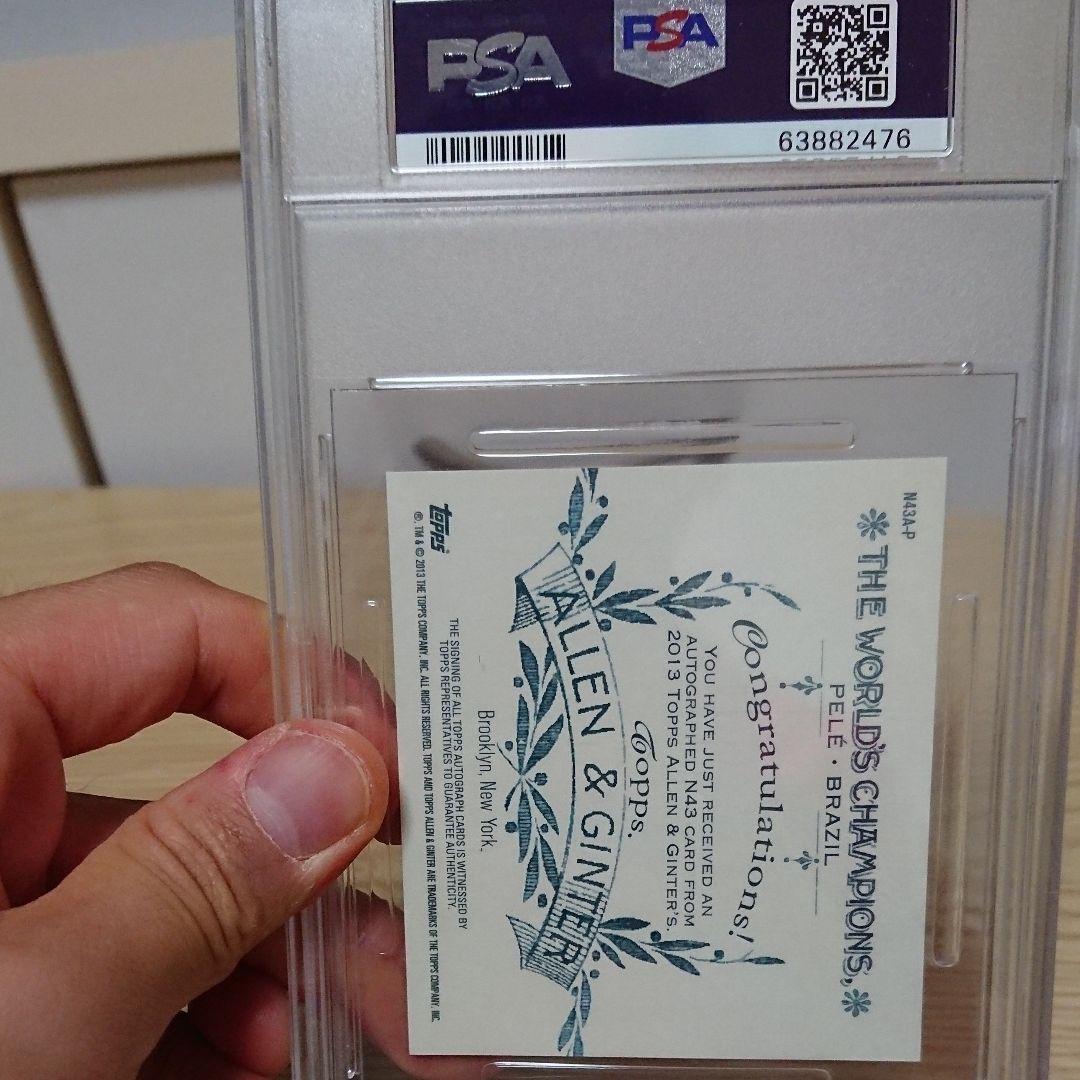 PSA
PSA
63882476
N43A-P
THE WORLD'S CHAMPIONS,
PELÉ · BRAZIL
Congratulations!
YOU HAVE JUST RECEIVED AN
AUTOGRAPHED N43 CARD FROM
2013 TOPPS ALLEN & GINTER'S.
Topps.
ALLEN & GINTER
Brooklyn, New York.
THE SIGNING OF ALL TOPPS AUTOGRAPH CARDS IS WITNESSED BY
TOPPS REPRESENTATIVES TO GUARANTEE AUTHENTICITY.
topps
®, TM & © 2013 THE TOPPS COMPANY, INC. ALL RIGHTS RESERVED. TOPPS AND TOPPS ALLEN & GINTER ARE TRADEMARKS OF THE TOPPS COMPANY, INC.